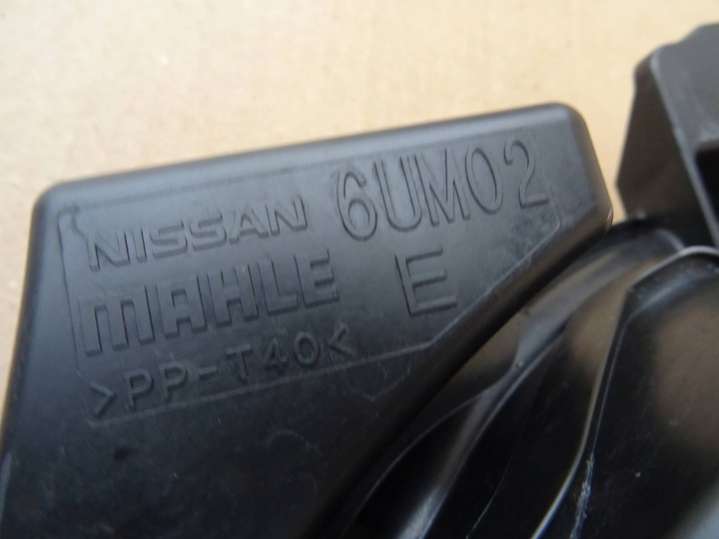 NISSAN 6UM02
MAHLE E
>PP-T40<